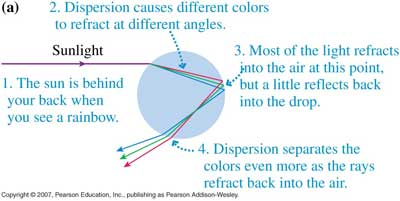 (a)
2. Dispersion causes different colors
to refract at different angles.
Sunlight
1. The sun is behind
your back when
you see a rainbow.
3. Most of the light refracts
into the air at this point,
but a little reflects back
into the drop.
4. Dispersion separates the
colors even more as the rays
refract back into the air.
Copyright © 2007, Pearson Education, Inc., publishing as Pearson Addison-Wesley.